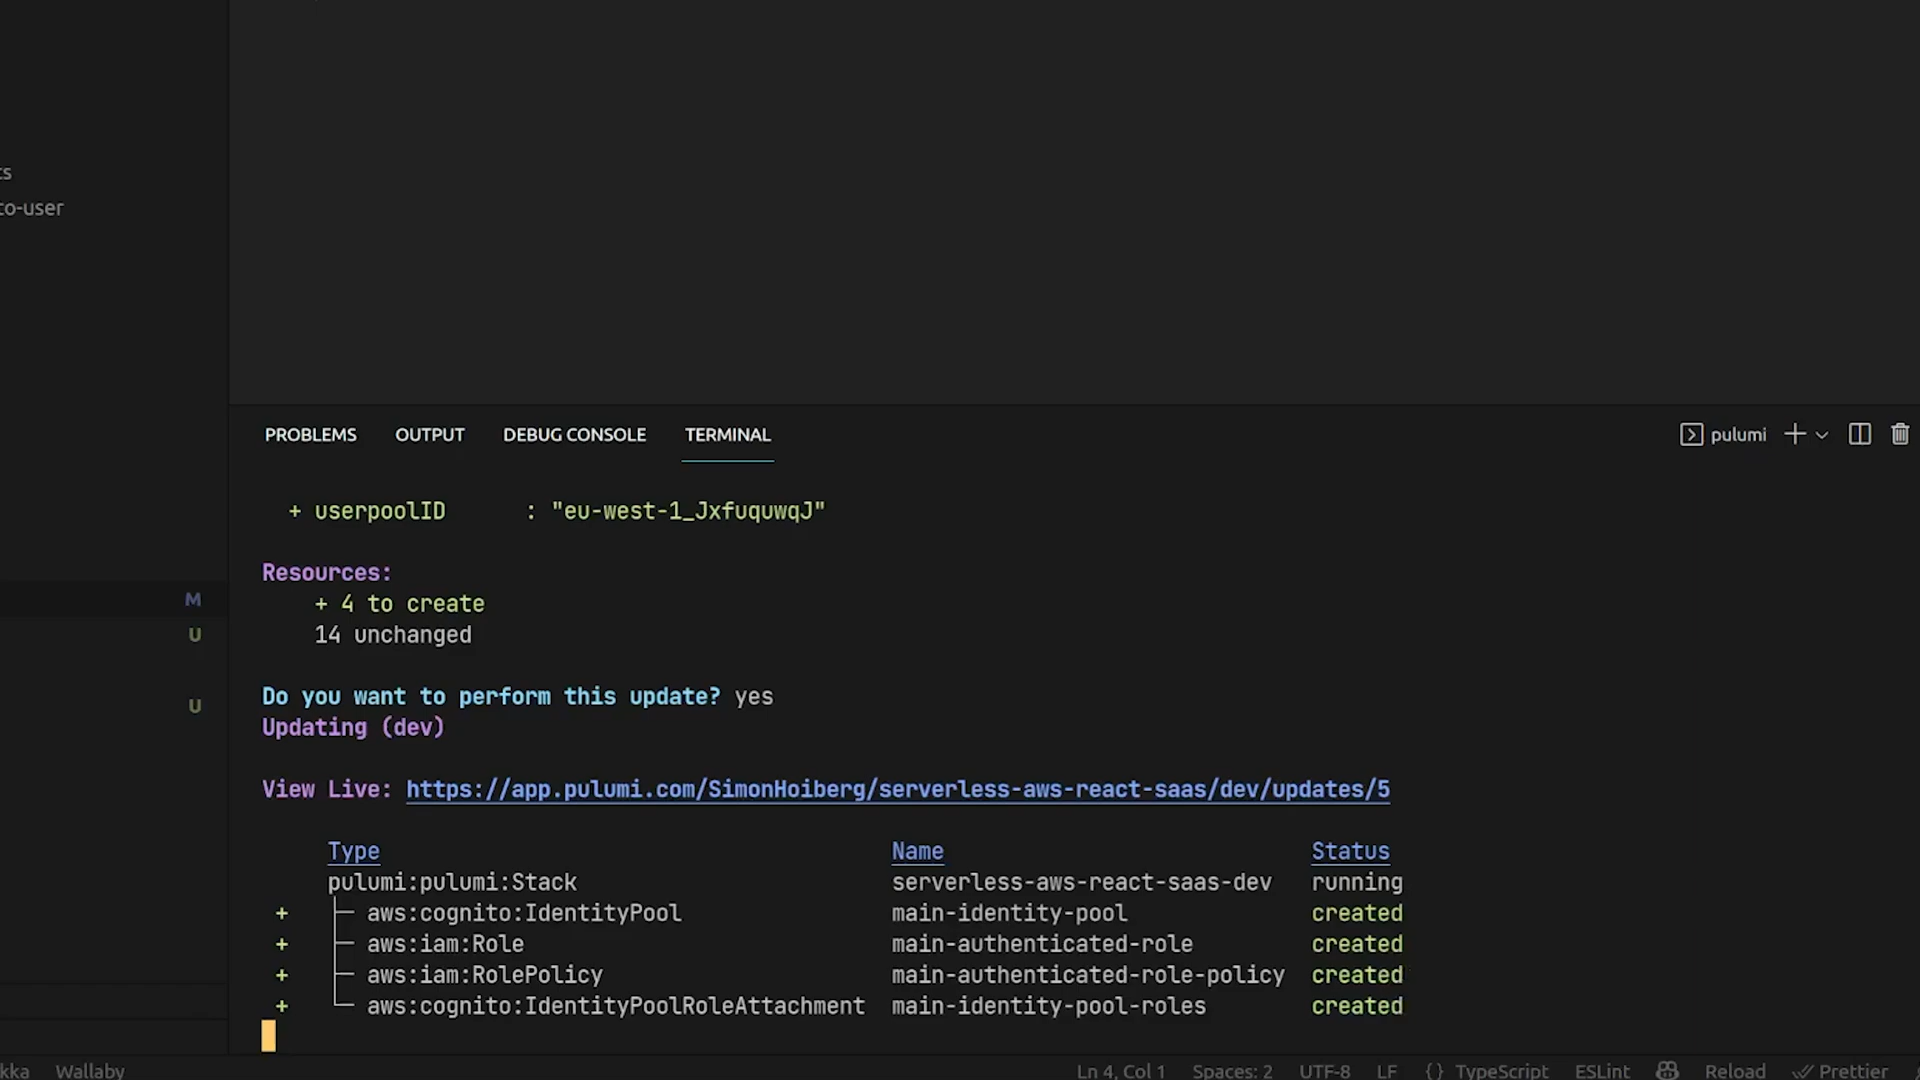 to-user
PROBLEMS OUTPUT DEBUG CONSOLE TERMINAL pulumi
+ userpoolID : "eu-west-1_JxfuquwqJ"
Resources:
+ 4 to create
14 unchanged
Do you want to perform this update? yes
Updating (dev)
View Live: https://app.pulumi.com/SimonHoiberg/serverless-aws-react-saas/dev/updates/5
Type Name Status
pulumi:pulumi:Stack serverless-aws-react-saas-dev running
+ ├─ aws:cognito:IdentityPool main-identity-pool created
+ ├─ aws:iam:Role main-authenticated-role created
+ ├─ aws:iam:RolePolicy main-authenticated-role-policy created
+ └─ aws:cognito:IdentityPoolRoleAttachment main-identity-pool-roles created
M
U
U
kka Wallaby Ln 4, Col 1 Spaces: 2 UTF-8 LF {} TypeScript ESLint Reload Prettier